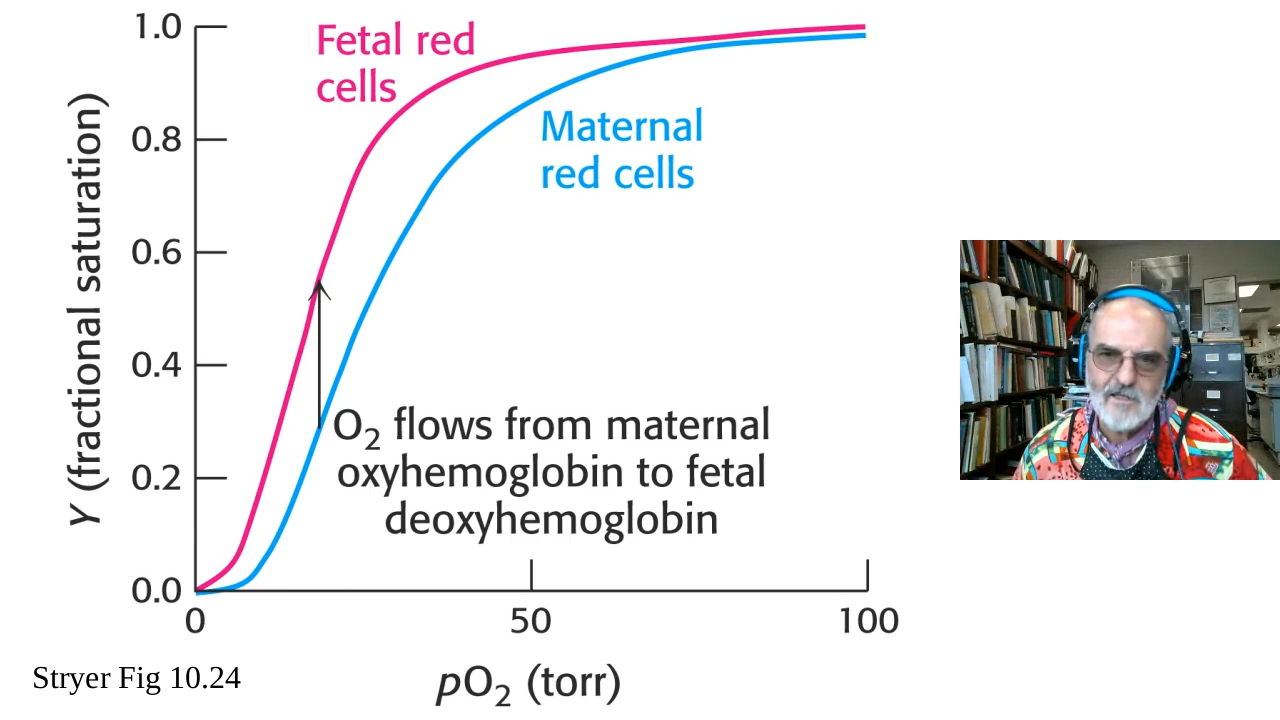 1.0
0.8
0.6
0.4
0.2
0.0
Y (fractional saturation)
Fetal red
cells
Maternal
red cells
O₂ flows from maternal
oxyhemoglobin to fetal
deoxyhemoglobin
0
50
100
pO₂ (torr)
Stryer Fig 10.24